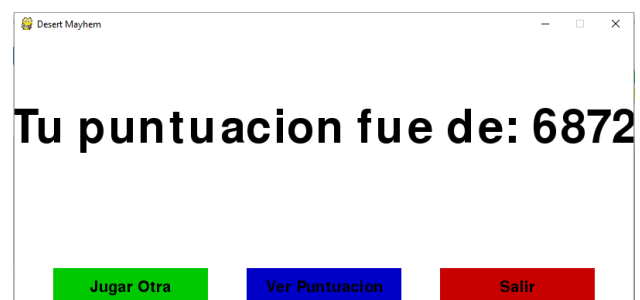 Desert Mayhem
Tu puntuacion fue de: 6872
Jugar Otra
Ver Puntuacion
Salir